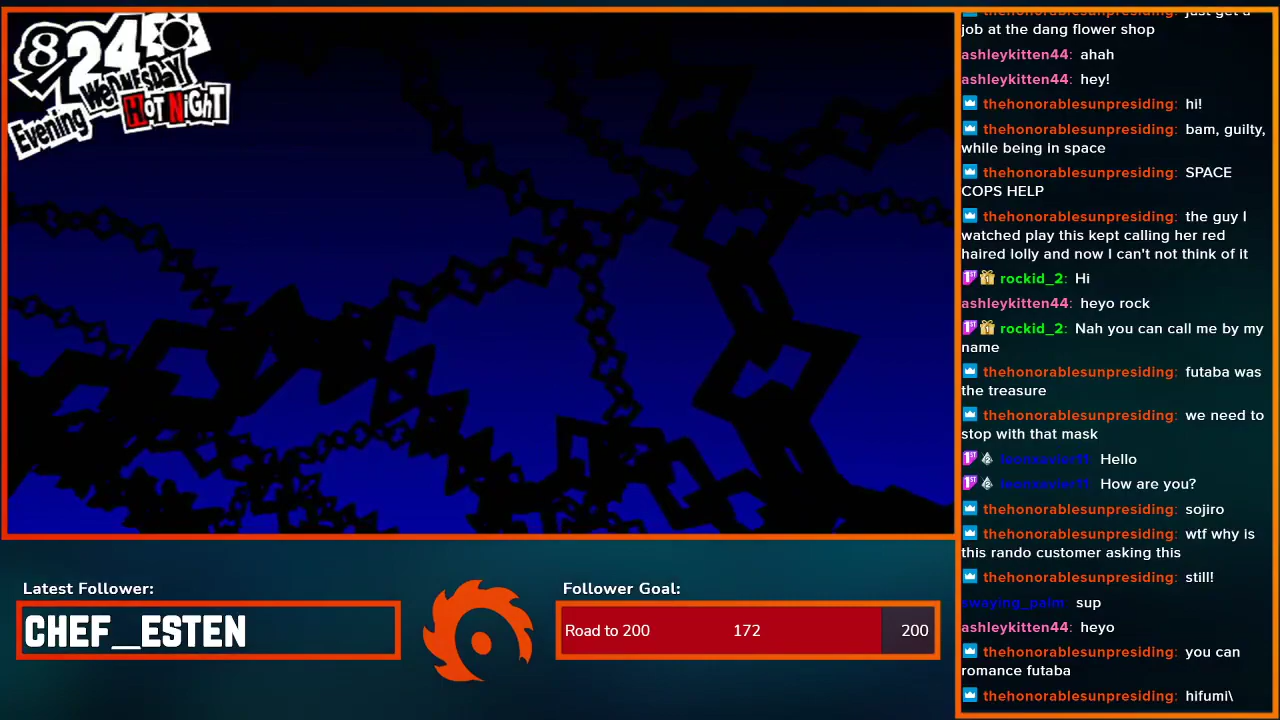 8 24
Wednesday
Evening Hot Night
just get a
job at the dang flower shop
ashleykitten44: ahah
ashleykitten44: hey!
thehonorablesunpresiding: hi!
thehonorablesunpresiding: bam, guilty,
while being in space
thehonorablesunpresiding: SPACE
COPS HELP
thehonorablesunpresiding: the guy I
watched play this kept calling her red
haired lolly and now I can't not think of it
1ST rockid_2: Hi
ashleykitten44: heyo rock
1ST rockid_2: Nah you can call me by my
name
thehonorablesunpresiding: futaba was
the treasure
thehonorablesunpresiding: we need to
stop with that mask
1ST Hello
1ST How are you?
thehonorablesunpresiding: sojiro
thehonorablesunpresiding: wtf why is
this rando customer asking this
thehonorablesunpresiding: still!
swaying_palm: sup
ashleykitten44: heyo
thehonorablesunpresiding: you can
romance futaba
thehonorablesunpresiding: hifumi\
Latest Follower:
CHEF_ESTEN
Follower Goal:
Road to 200 172 200